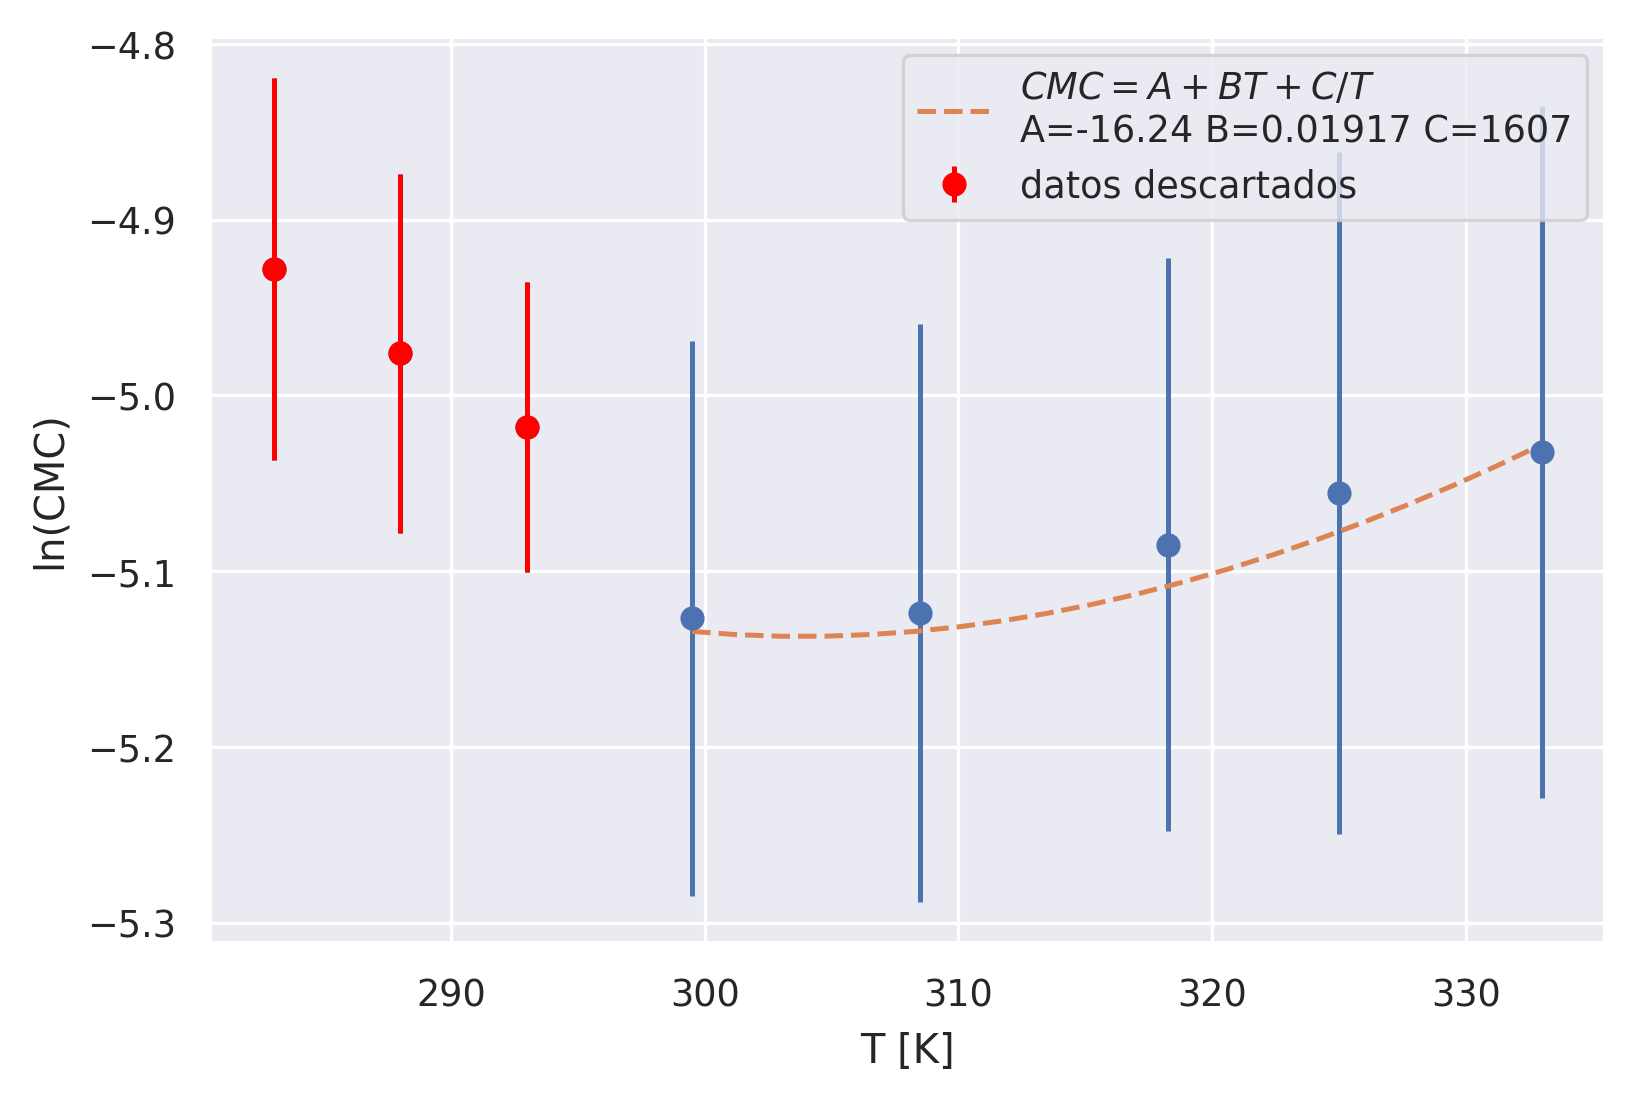 CMC = A + BT + C/T
A=-16.24 B=0.01917 C=1607
datos descartados
−4.8
−4.9
−5.0
−5.1
−5.2
−5.3
ln(CMC)
290 300 310 320 330
T [K]